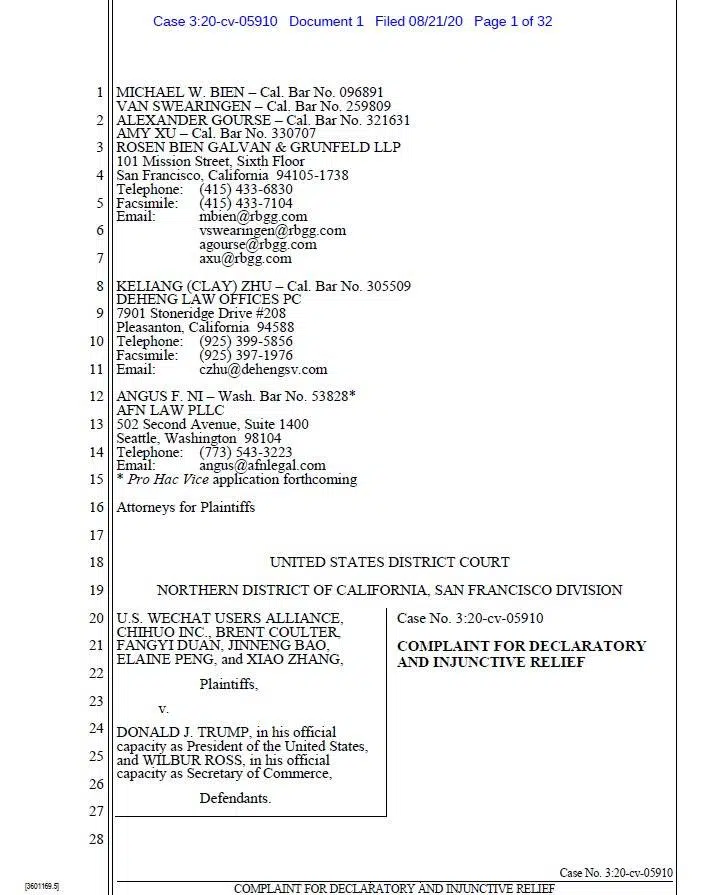 Case 3:20-cv-05910 Document 1 Filed 08/21/20 Page 1 of 32
1 MICHAEL W. BIEN – Cal. Bar No. 096891
VAN SWEARINGEN – Cal. Bar No. 259809
2 ALEXANDER GOURSE – Cal. Bar No. 321631
AMY XU – Cal. Bar No. 330707
3 ROSEN BIEN GALVAN & GRUNFELD LLP
101 Mission Street, Sixth Floor
4 San Francisco, California 94105-1738
Telephone: (415) 433-6830
5 Facsimile: (415) 433-7104
Email: mbien@rbgg.com
6 vswearingen@rbgg.com
agourse@rbgg.com
7 axu@rbgg.com
8 KELIANG (CLAY) ZHU – Cal. Bar No. 305509
DEHENG LAW OFFICES PC
9 7901 Stoneridge Drive #208
Pleasanton, California 94588
10 Telephone: (925) 399-5856
Facsimile: (925) 397-1976
11 Email: czhu@dehengsv.com
12 ANGUS F. NI – Wash. Bar No. 53828*
AFN LAW PLLC
13 502 Second Avenue, Suite 1400
Seattle, Washington 98104
14 Telephone: (773) 543-3223
Email: angus@afnlegal.com
15 * Pro Hac Vice application forthcoming
16 Attorneys for Plaintiffs
17
18 UNITED STATES DISTRICT COURT
19 NORTHERN DISTRICT OF CALIFORNIA, SAN FRANCISCO DIVISION
20 U.S. WECHAT USERS ALLIANCE,
CHIHUO INC., BRENT COULTER,
21 FANGYI DUAN, JINNENG BAO,
ELAINE PENG, and XIAO ZHANG,
22 Plaintiffs,
23 v.
24 DONALD J. TRUMP, in his official
capacity as President of the United States,
25 and WILBUR ROSS, in his official
capacity as Secretary of Commerce,
26 Defendants.
27
Case No. 3:20-cv-05910
COMPLAINT FOR DECLARATORY
AND INJUNCTIVE RELIEF
28
Case No. 3:20-cv-05910
[3601169.5]
COMPLAINT FOR DECLARATORY AND INJUNCTIVE RELIEF